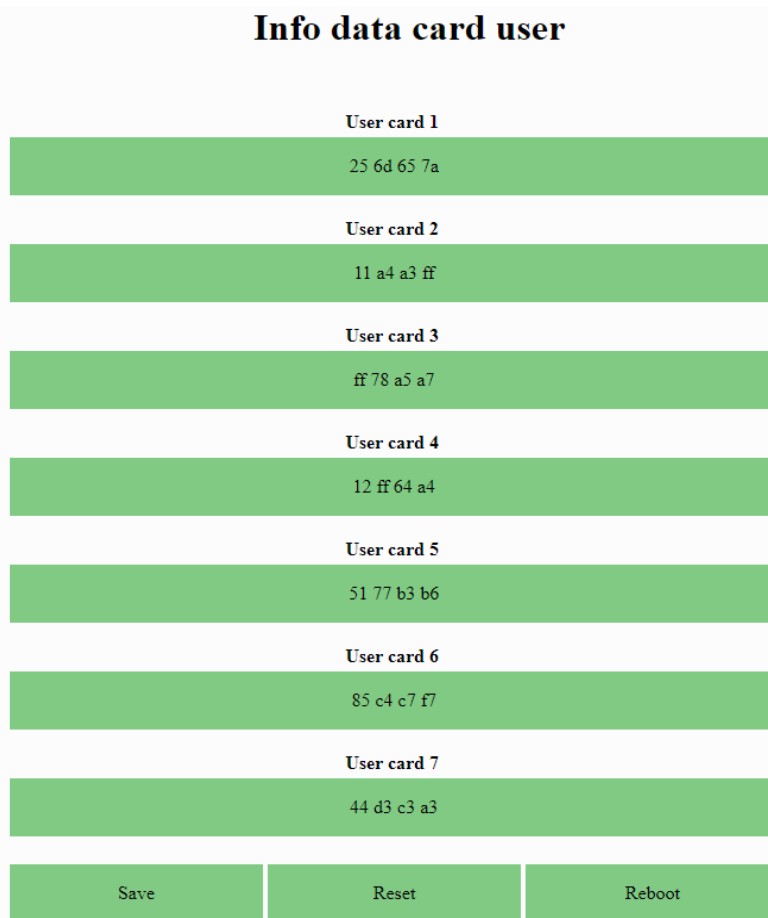 Info data card user
User card 1
25 6d 65 7a
User card 2
11 a4 a3 ff
User card 3
ff 78 a5 a7
User card 4
12 ff 64 a4
User card 5
51 77 b3 b6
User card 6
85 c4 c7 f7
User card 7
44 d3 c3 a3
Save Reset Reboot